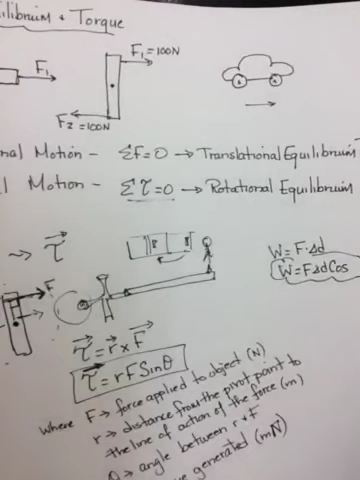 ilibrium & Torque
F₁=100N
F₁
F₂=100N
nal Motion - ΣF=0 → Translational Equilibrium
l Motion - Στ=0 → Rotational Equilibrium
→ τ
F
W=F·Δd
W=FΔdCos
τ=r×F
τ=rFSinθ
where F → force applied to object (N)
r → distance from the pivot point to
the line of action of the force (m)
θ → angle between r & F
generated (mN)